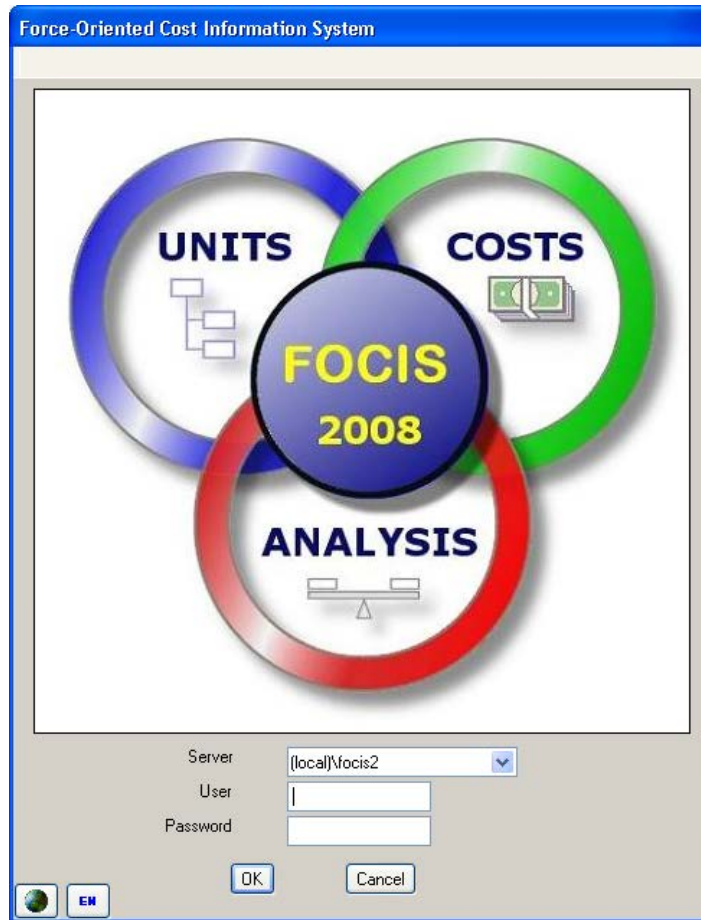 Force-Oriented Cost Information System
UNITS
COSTS
FOCIS
2008
ANALYSIS
Server
(local)\focis2
User
Password
OK
Cancel
EN